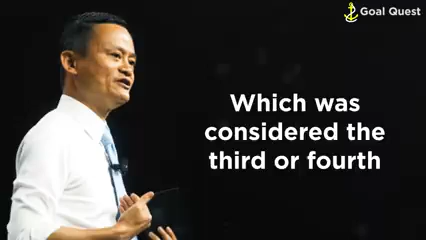 Goal Quest
Which was
considered the
third or fourth